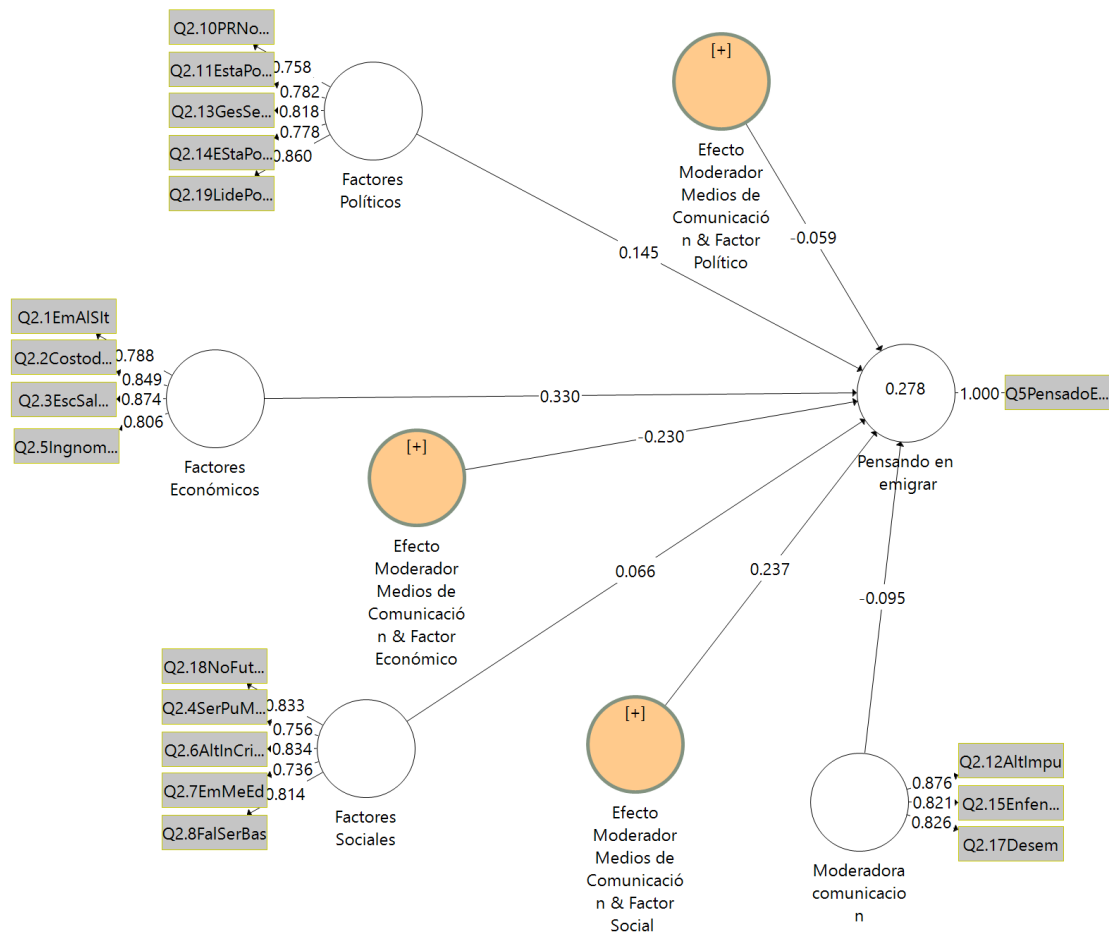 Q2.10PRNo...
Q2.11EstaPo...
Q2.13GesSe...
Q2.14EStaPo...
Q2.19LidePo...
0.758
0.782
0.818
0.778
0.860
Factores
Políticos
[+]
Efecto
Moderador
Medios de
Comunicació
n & Factor
Político
-0.059
0.145
Q2.1EmAlSIt
Q2.2Costod...
Q2.3EscSal...
Q2.5Ingnom...
0.788
0.849
0.874
0.806
Factores
Económicos
0.330
0.278
1.000
Q5PensadoE...
Pensando en
emigrar
[+]
-0.230
Efecto
Moderador
Medios de
Comunicació
n & Factor
Económico
0.066
0.237
-0.095
Q2.18NoFut...
Q2.4SerPuM...
Q2.6AltInCri...
Q2.7EmMeEd
Q2.8FalSerBas
0.833
0.756
0.834
0.736
0.814
Factores
Sociales
[+]
Efecto
Moderador
Medios de
Comunicació
n & Factor
Social
0.876
0.821
0.826
Q2.12AltImpu
Q2.15Enfen...
Q2.17Desem
Moderadora
comunicacio
n